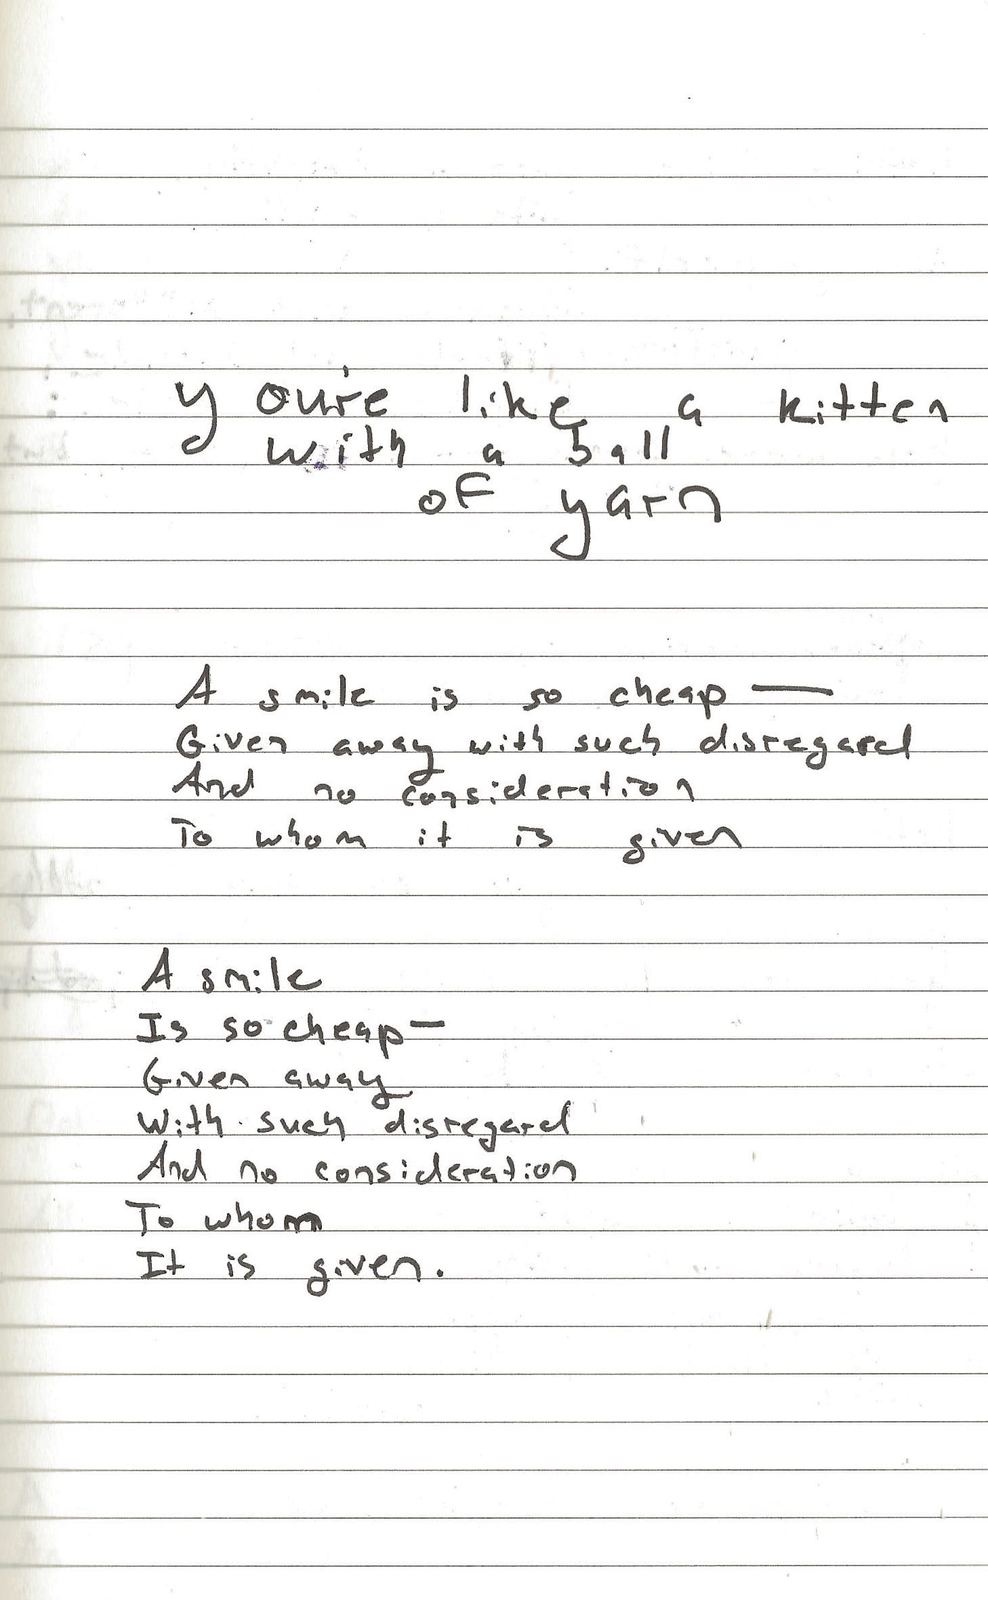 you're like a kitten
with a ball
of yarn
A smile is so cheap —
Given away with such disregard
And no consideration
To whom it is given
A smile
Is so cheap —
Given away
With such disregard
And no consideration
To whom
It is given.